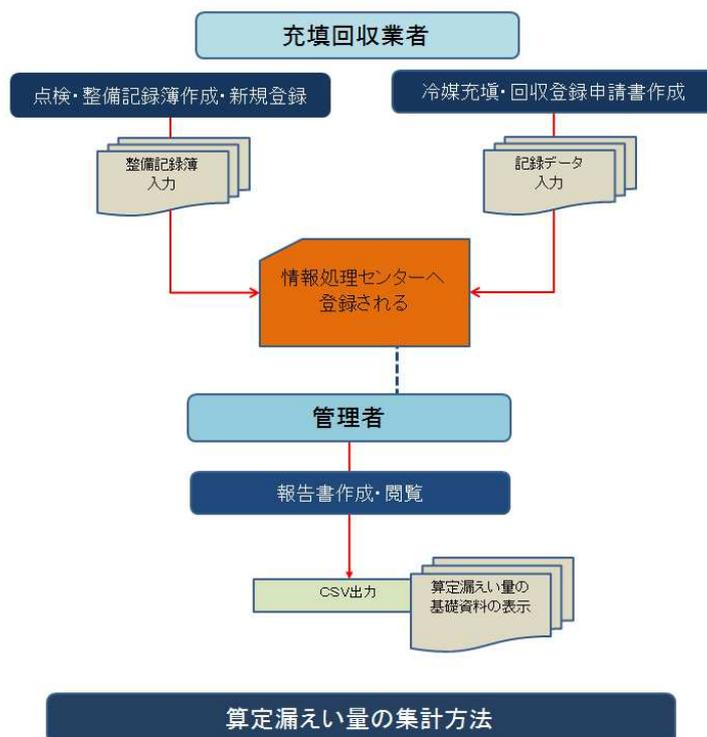 充填回収業者
点検・整備記録簿作成・新規登録
冷媒充塡・回収登録申請書作成
整備記録簿
入力
記録データ
入力
情報処理センターへ
登録される
管理者
報告書作成・閲覧
CSV出力
算定漏えい量の
基礎資料の表示
算定漏えい量の集計方法